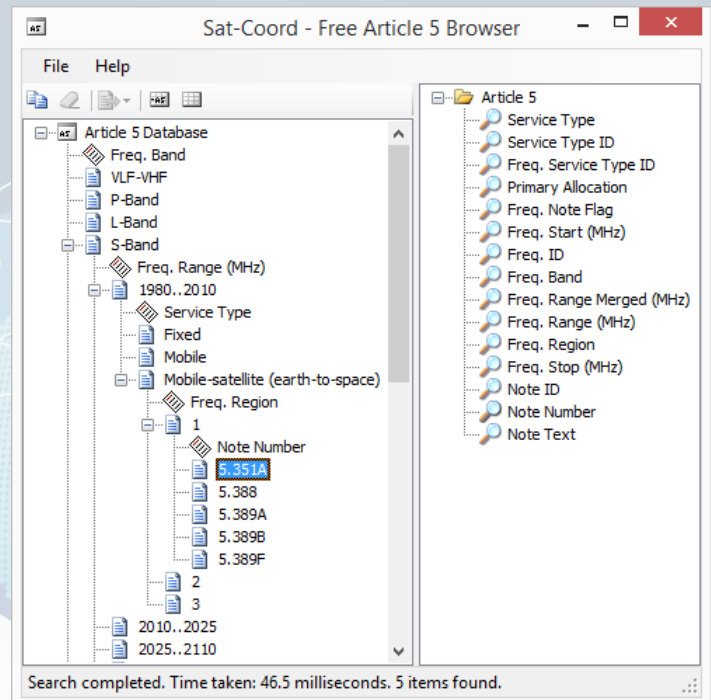 Sat-Coord - Free Article 5 Browser
File Help
Article 5 Database
Freq. Band
VLF-VHF
P-Band
L-Band
S-Band
Freq. Range (MHz)
1980..2010
Service Type
Fixed
Mobile
Mobile-satellite (earth-to-space)
Freq. Region
1
Note Number
5.351A
5.388
5.389A
5.389B
5.389F
2
3
2010..2025
2025..2110
Article 5
Service Type
Service Type ID
Freq. Service Type ID
Primary Allocation
Freq. Note Flag
Freq. Start (MHz)
Freq. ID
Freq. Band
Freq. Range Merged (MHz)
Freq. Range (MHz)
Freq. Region
Freq. Stop (MHz)
Note ID
Note Number
Note Text
Search completed. Time taken: 46.5 milliseconds. 5 items found.